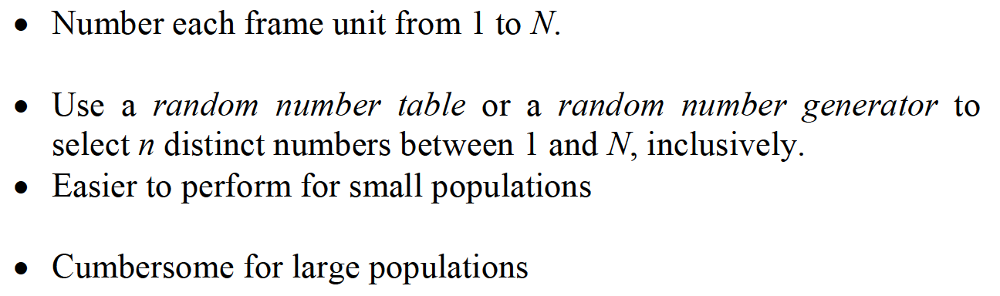 • Number each frame unit from 1 to N.
• Use a random number table or a random number generator to
select n distinct numbers between 1 and N, inclusively.
• Easier to perform for small populations
• Cumbersome for large populations